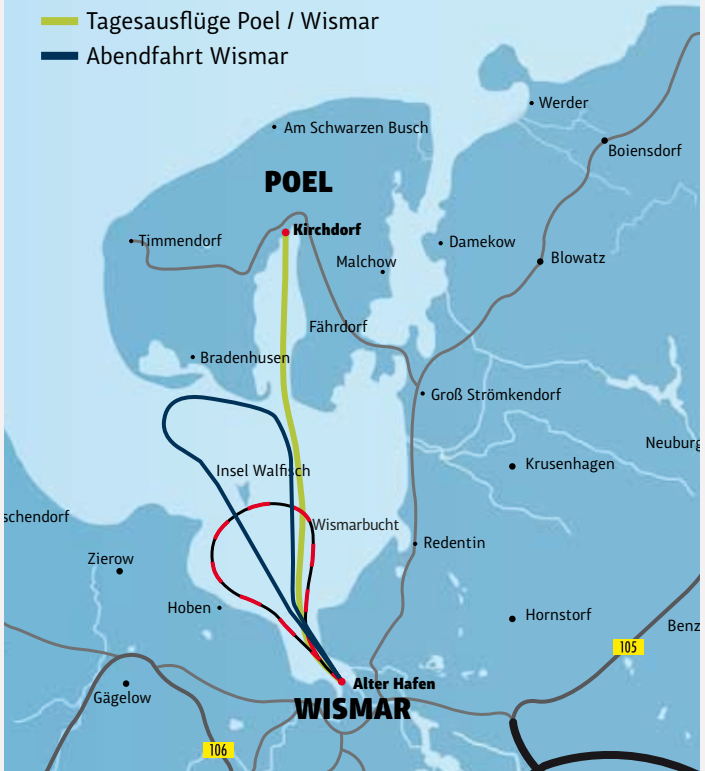 Tagesausflüge Poel / Wismar
Abendfahrt Wismar
Werder
Am Schwarzen Busch
Boiensdorf
POEL
Kirchdorf
Timmendorf
Damekow
Malchow
Blowatz
Fährdorf
Bradenhusen
Groß Strömkendorf
Neuburg
Insel Walfisch
Krusenhagen
schendorf
Wismarbucht
Redentin
Zierow
Hoben
Hornstorf
Benz
105
Alter Hafen
Gägelow
WISMAR
106